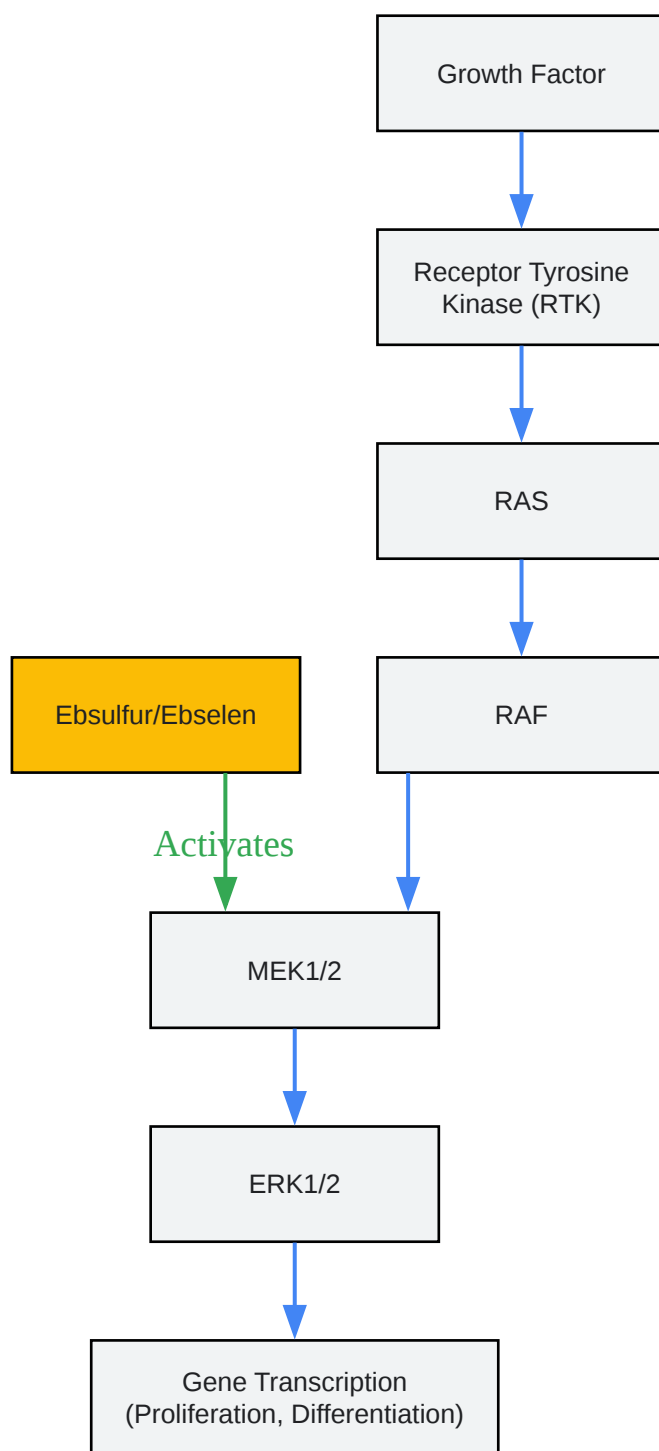 Growth Factor
Receptor Tyrosine
Kinase (RTK)
RAS
Ebsulfur/Ebselen
RAF
Activates
MEK1/2
ERK1/2
Gene Transcription
(Proliferation, Differentiation)